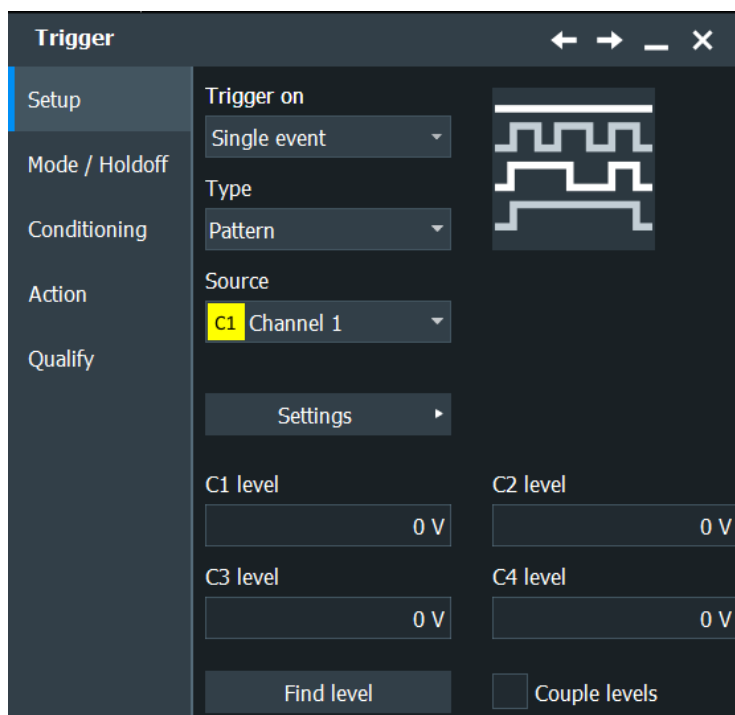 Trigger
Setup
Mode / Holdoff
Conditioning
Action
Qualify
Trigger on
Single event
Type
Pattern
Source
C1 Channel 1
Settings
C1 level
C2 level
0 V
0 V
C3 level
C4 level
0 V
0 V
Find level
Couple levels